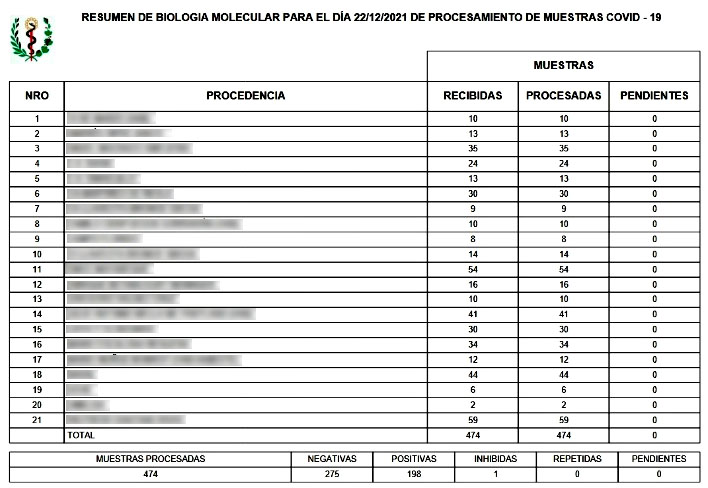 RESUMEN DE BIOLOGIA MOLECULAR PARA EL DÍA 22/12/2021 DE PROCESAMIENTO DE MUESTRAS COVID - 19
MUESTRAS
NRO PROCEDENCIA RECIBIDAS PROCESADAS PENDIENTES
1 10 10 0
2 13 13 0
3 35 35 0
4 24 24 0
5 13 13 0
6 30 30 0
7 9 9 0
8 10 10 0
9 8 8 0
10 14 14 0
11 54 54 0
12 16 16 0
13 10 10 0
14 41 41 0
15 30 30 0
16 34 34 0
17 12 12 0
18 44 44 0
19 6 6 0
20 2 2 0
21 59 59 0
TOTAL 474 474 0
MUESTRAS PROCESADAS NEGATIVAS POSITIVAS INHIBIDAS REPETIDAS PENDIENTES
474 275 198 1 0 0